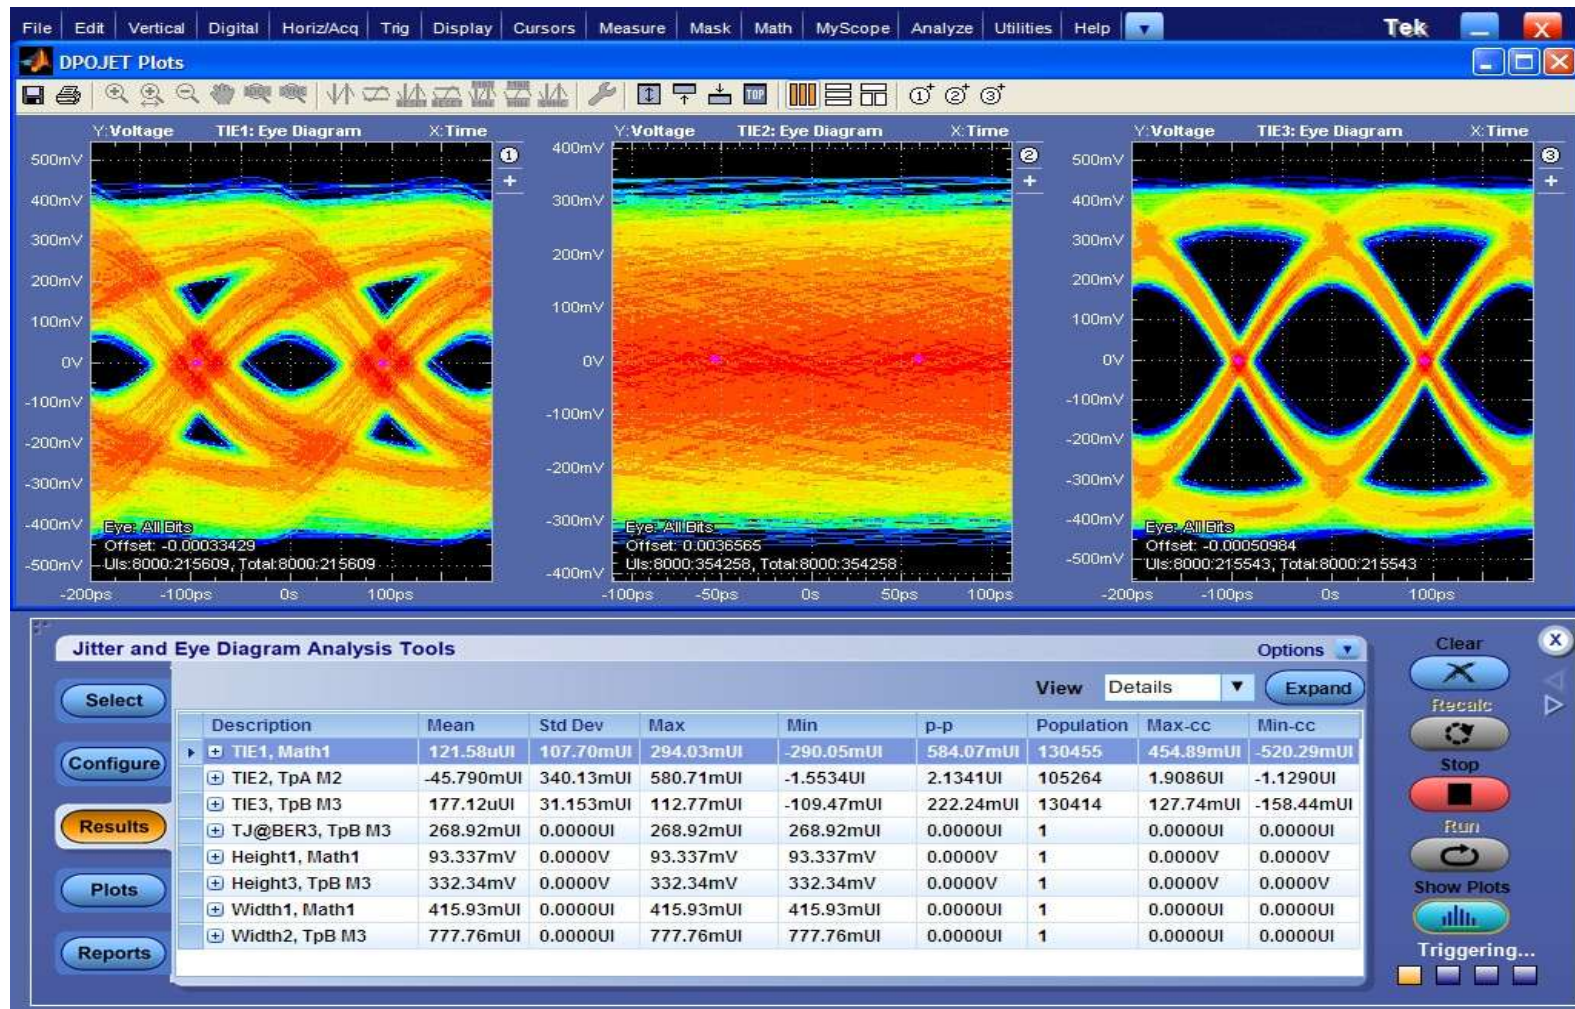 File Edit Vertical Digital Horiz/Acq Trig Display Cursors Measure Mask Math MyScope Analyze Utilities Help Tek X
DPOJET Plots
TOP 1+ 2+ 3+
Y:Voltage TIE1: Eye Diagram X:Time
500mV
400mV
300mV
200mV
100mV
0V
-100mV
-200mV
-300mV
-400mV
-500mV
Eye: All Bits
Offset: -0.00033429
UIs:8000:215609, Total:8000:215609
-200ps -100ps 0s 100ps
1
+
Y:Voltage TIE2: Eye Diagram X:Time
400mV
300mV
200mV
100mV
0V
-100mV
-200mV
-300mV
-400mV
Eye: All Bits
Offset: 0.0036565
UIs:8000:354258, Total:8000:354258
-100ps -50ps 0s 50ps 100ps
2
+
Y:Voltage TIE3: Eye Diagram X:Time
500mV
400mV
300mV
200mV
100mV
0V
-100mV
-200mV
-300mV
-400mV
-500mV
Eye: All Bits
Offset: -0.00050984
UIs:8000:215543, Total:8000:215543
-200ps -100ps 0s 100ps
3
+
Jitter and Eye Diagram Analysis Tools Options
View Details Expand
Select
Configure
Results
Plots
Reports
Description Mean Std Dev Max Min p-p Population Max-cc Min-cc
TIE1, Math1 121.58uUI 107.70mUI 294.03mUI -290.05mUI 584.07mUI 130455 454.89mUI -520.29mUI
TIE2, TpA M2 -45.790mUI 340.13mUI 580.71mUI -1.5534UI 2.1341UI 105264 1.9086UI -1.1290UI
TIE3, TpB M3 177.12uUI 31.153mUI 112.77mUI -109.47mUI 222.24mUI 130414 127.74mUI -158.44mUI
TJ@BER3, TpB M3 268.92mUI 0.0000UI 268.92mUI 268.92mUI 0.0000UI 1 0.0000UI 0.0000UI
Height1, Math1 93.337mV 0.0000V 93.337mV 93.337mV 0.0000V 1 0.0000V 0.0000V
Height3, TpB M3 332.34mV 0.0000V 332.34mV 332.34mV 0.0000V 1 0.0000V 0.0000V
Width1, Math1 415.93mUI 0.0000UI 415.93mUI 415.93mUI 0.0000UI 1 0.0000UI 0.0000UI
Width2, TpB M3 777.76mUI 0.0000UI 777.76mUI 777.76mUI 0.0000UI 1 0.0000UI 0.0000UI
Clear
X
Recalc
Stop
Run
Show Plots
Triggering...